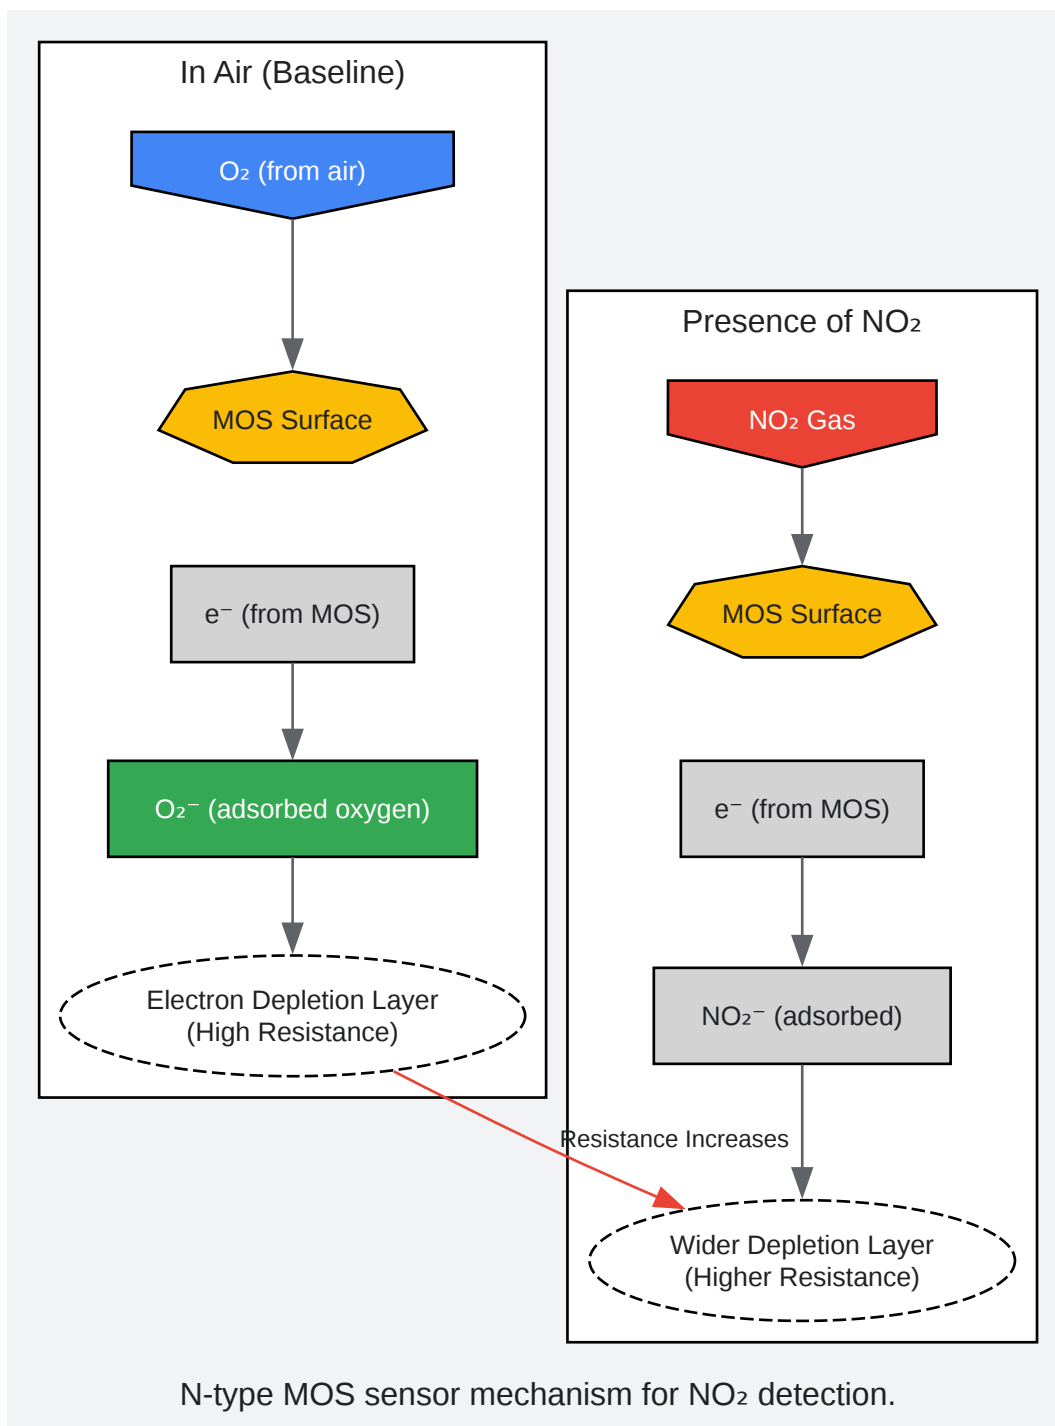 In Air (Baseline)
O₂ (from air)
MOS Surface
e⁻ (from MOS)
O₂⁻ (adsorbed oxygen)
Electron Depletion Layer
(High Resistance)
Presence of NO₂
NO₂ Gas
MOS Surface
e⁻ (from MOS)
NO₂⁻ (adsorbed)
Resistance Increases
Wider Depletion Layer
(Higher Resistance)
N-type MOS sensor mechanism for NO₂ detection.